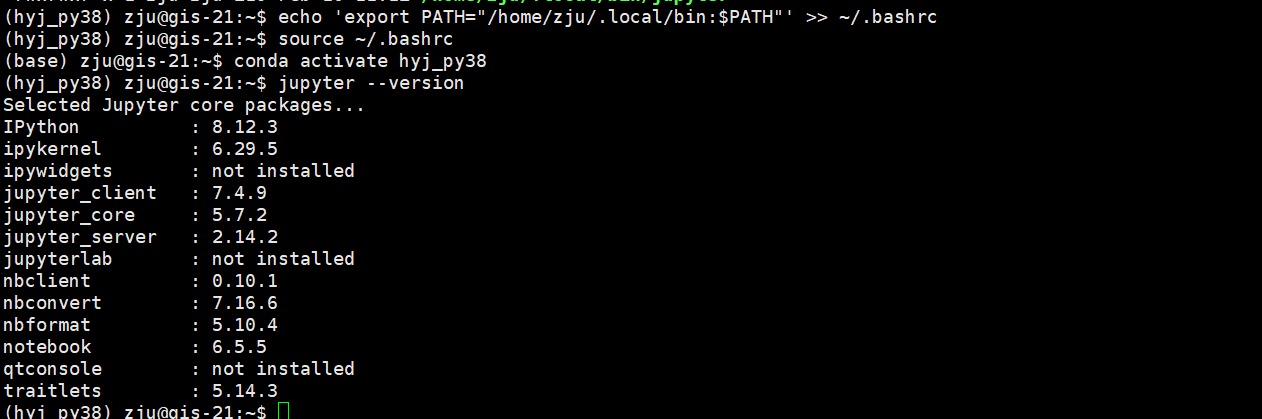 (hyj_py38) zju@gis-21:~$ echo 'export PATH="/home/zju/.local/bin:$PATH"' >> ~/.bashrc
(hyj_py38) zju@gis-21:~$ source ~/.bashrc
(base) zju@gis-21:~$ conda activate hyj_py38
(hyj_py38) zju@gis-21:~$ jupyter --version
Selected Jupyter core packages...
IPython          : 8.12.3
ipykernel        : 6.29.5
ipywidgets       : not installed
jupyter_client   : 7.4.9
jupyter_core     : 5.7.2
jupyter_server   : 2.14.2
jupyterlab       : not installed
nbclient         : 0.10.1
nbconvert        : 7.16.6
nbformat         : 5.10.4
notebook         : 6.5.5
qtconsole        : not installed
traitlets        : 5.14.3
(hyj_py38) zju@gis-21:~$